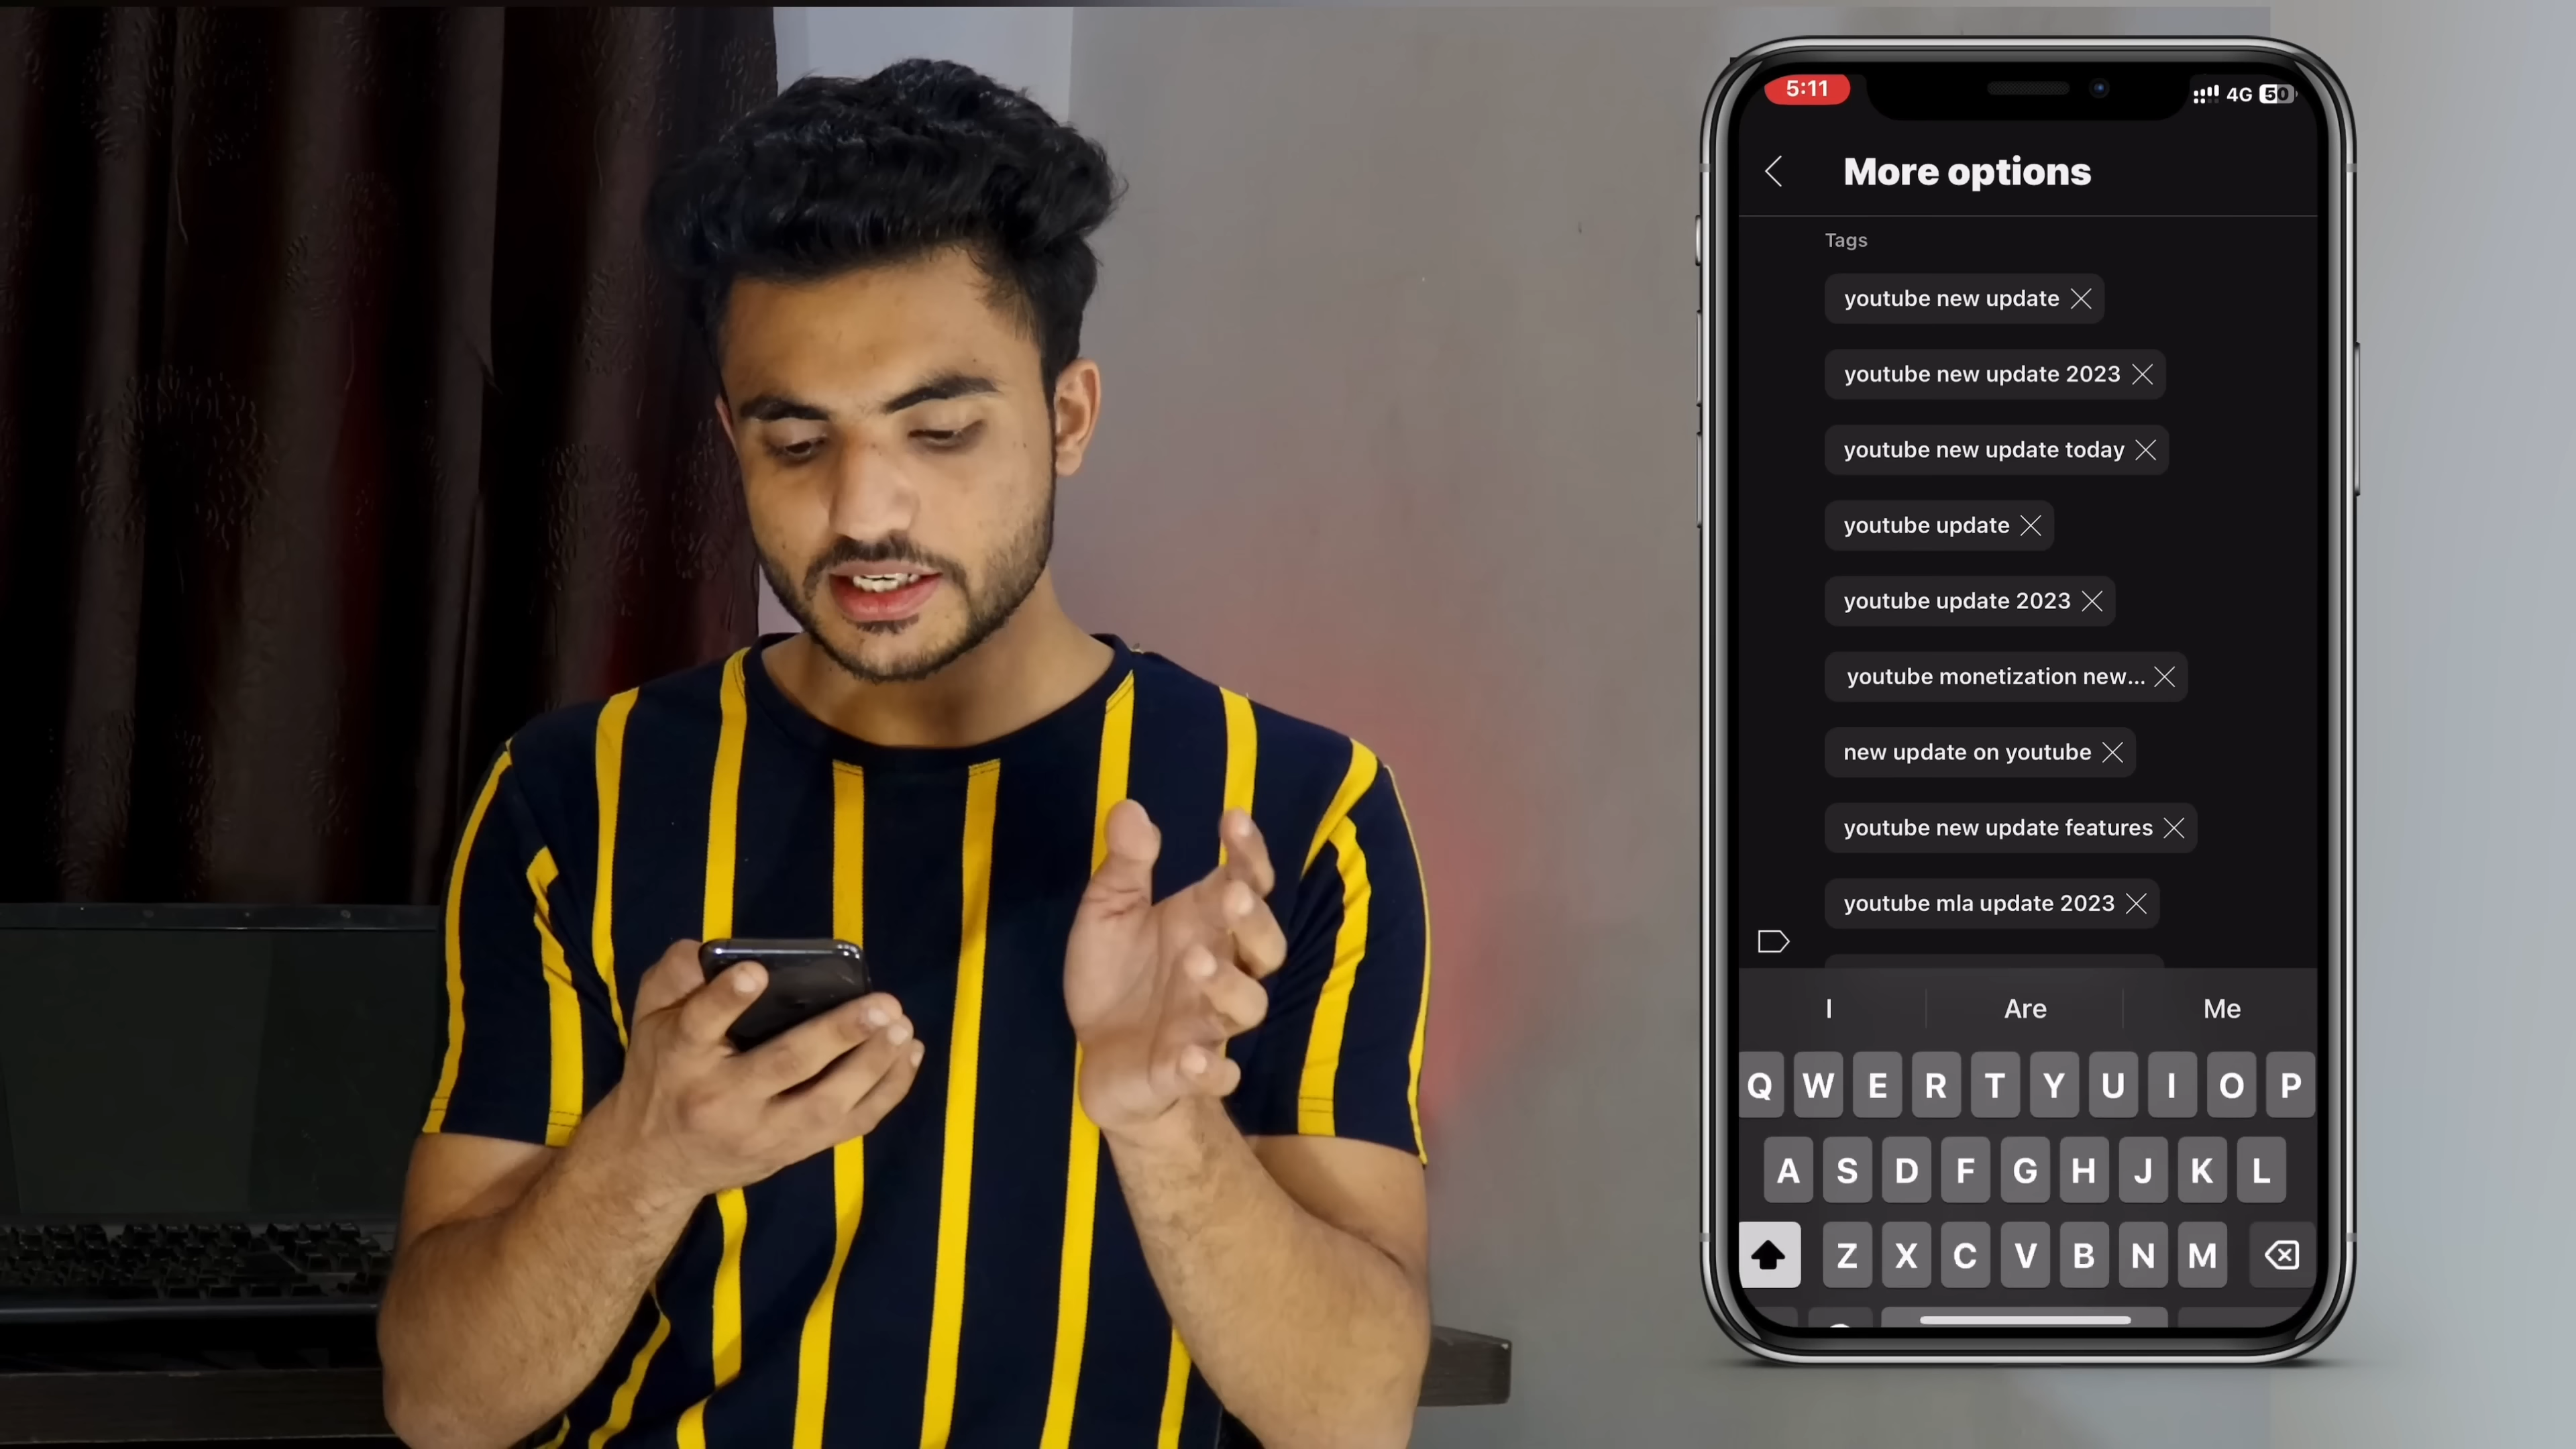 5:11
4G 50
More options
Tags
youtube new update
youtube new update 2023
youtube new update today
youtube update
youtube update 2023
youtube monetization new...
new update on youtube
youtube new update features
youtube mla update 2023
I Are Me
Q W E R T Y U I O P
A S D F G H J K L
Z X C V B N M